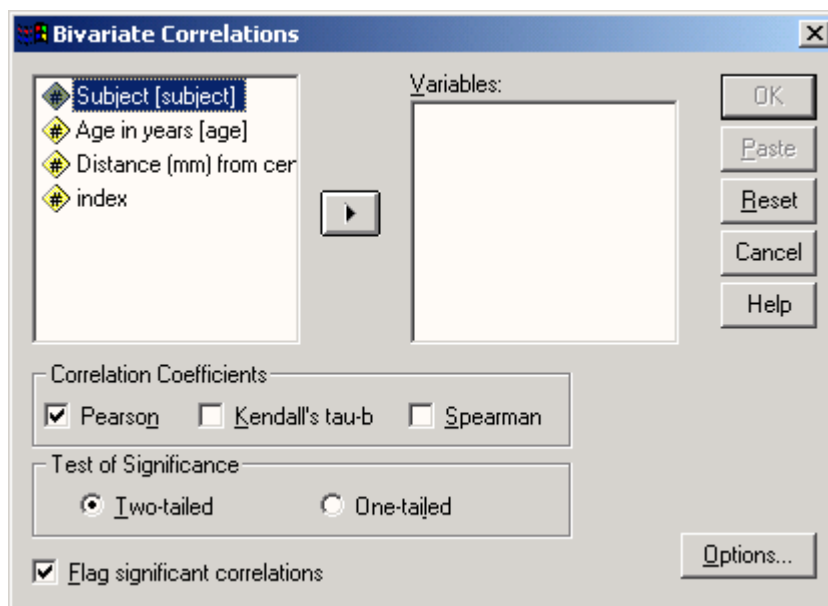 Bivariate Correlations
Subject [subject]
Age in years [age]
Distance (mm) from cer
index
Variables:
OK
Paste
Reset
Cancel
Help
Correlation Coefficients
Pearson Kendall's tau-b Spearman
Test of Significance
Two-tailed One-tailed
Flag significant correlations
Options...